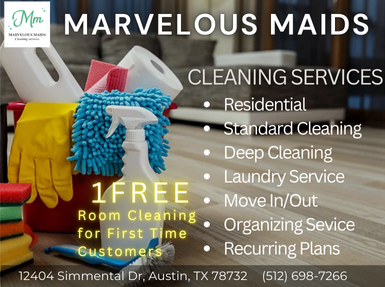 Mm
MARVELOUS MAIDS
Cleaning services
MARVELOUS MAIDS
CLEANING SERVICES
• Residential
• Standard Cleaning
• Deep Cleaning
• Laundry Service
• Move In/Out
• Organizing Sevice
• Recurring Plans
1 FREE
Room Cleaning
for First Time
Customers
12404 Simmental Dr, Austin, TX 78732 (512) 698-7266